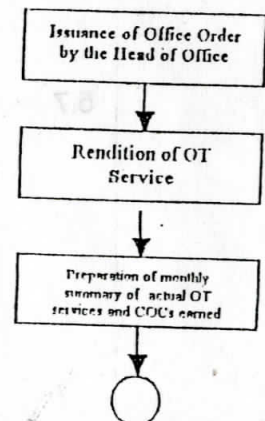 Issuance of Office Order
by the Head of Office
Rendition of OT
Service
Preparation of monthly
summary of actual OT
services and COCs earned